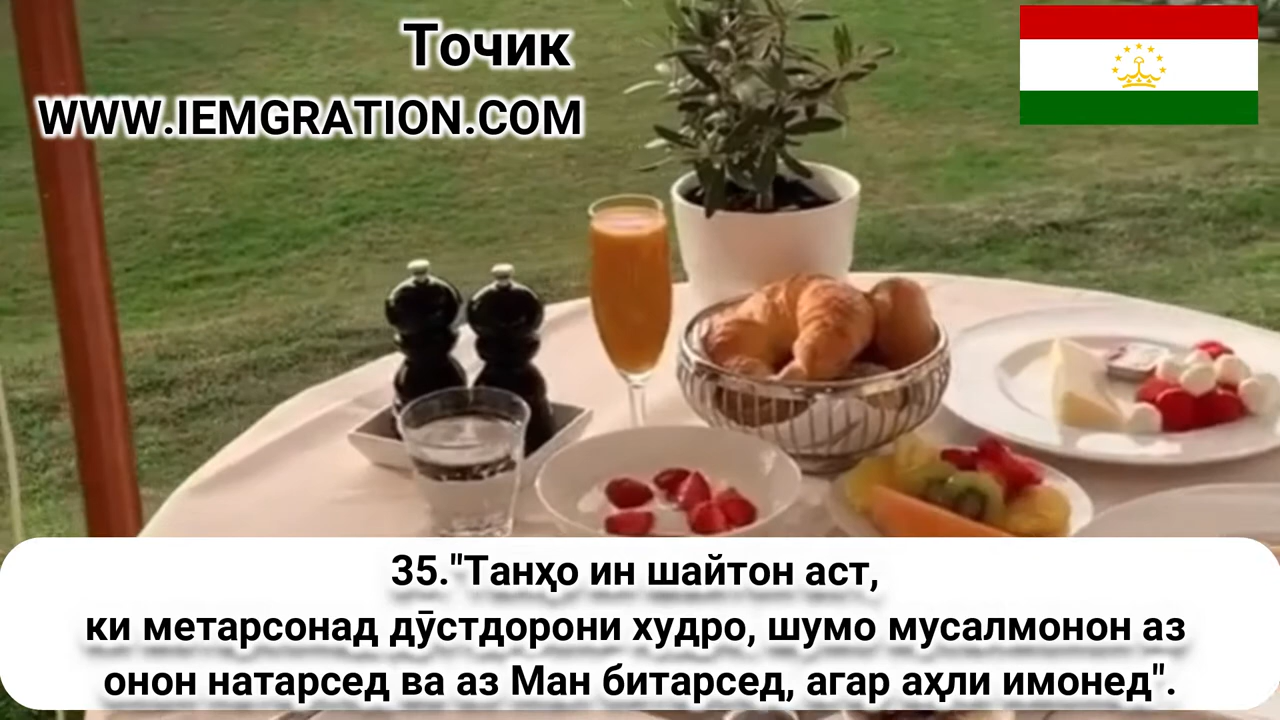 Точик
WWW.IEMGRATION.COM
35."Танҳо ин шайтон аст,
ки метарсонад дӯстдорони худро, шумо мусалмонон аз
онон натарсед ва аз Ман битарсед, агар аҳли имонед".